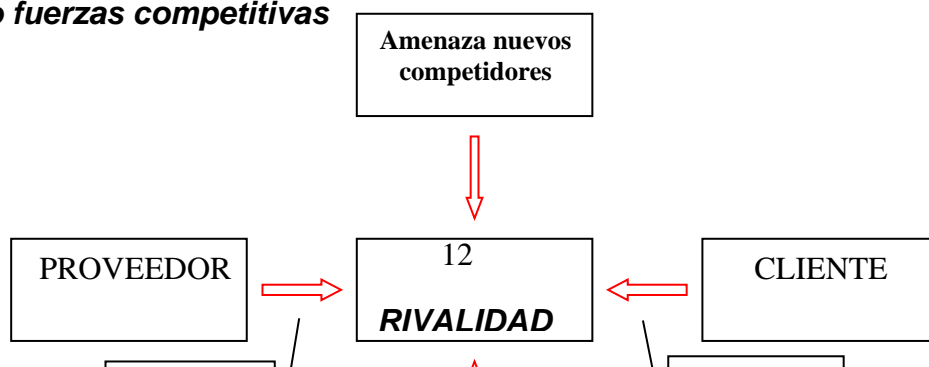 fuerzas competitivas
Amenaza nuevos
competidores
PROVEEDOR
12
RIVALIDAD
CLIENTE